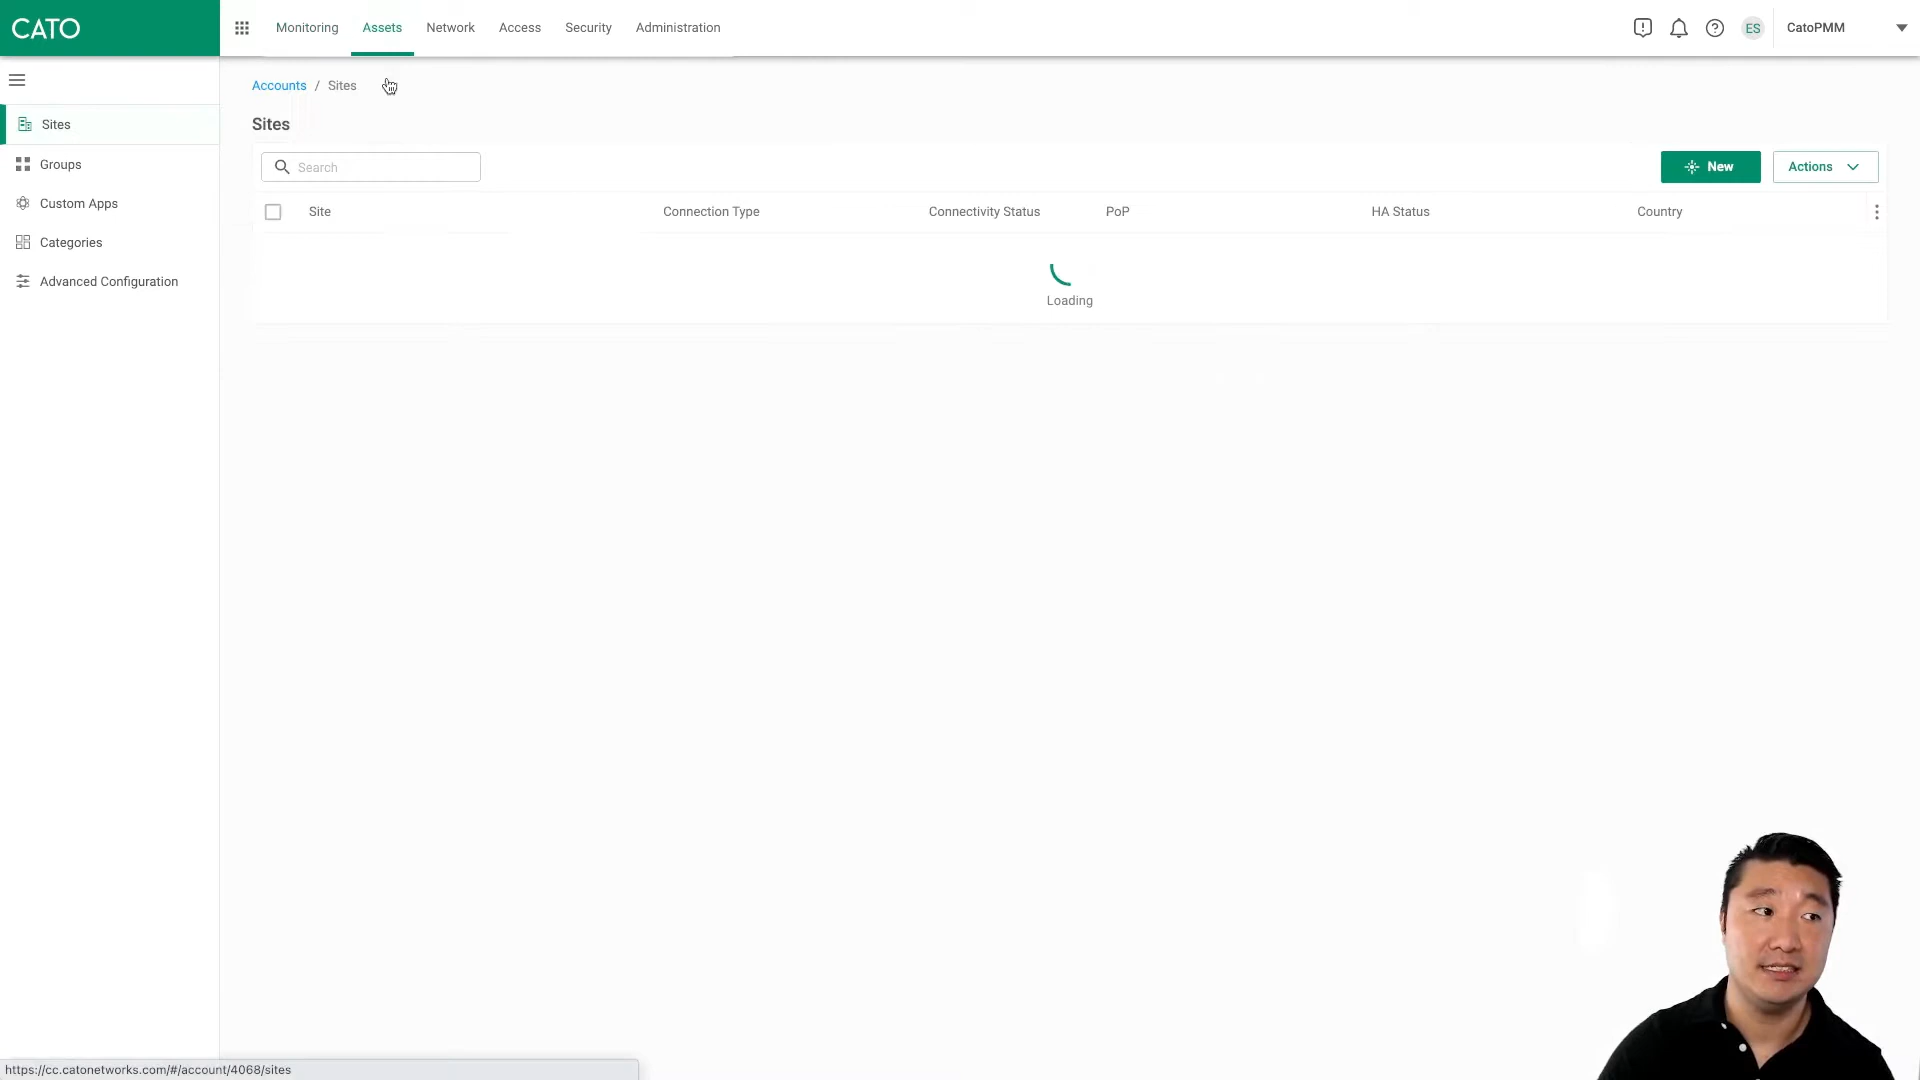 CATO
Monitoring
Assets
Network
Access
Security
Administration
ES
CatoPMM
Accounts / Sites
Sites
Groups
Custom Apps
Categories
Advanced Configuration
Sites
Search
New
Actions
Site
Connection Type
Connectivity Status
PoP
HA Status
Country
Loading
https://cc.catonetworks.com/#/account/4068/sites